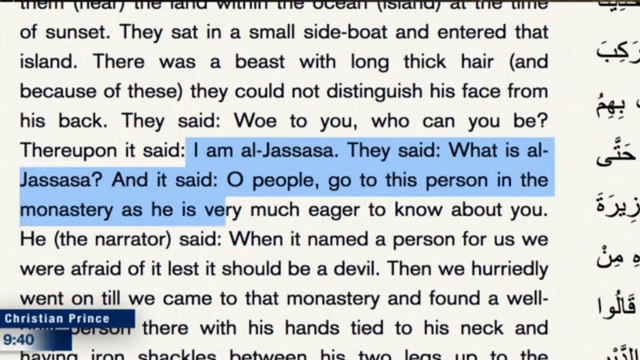 them (near) the land within the ocean (island) at the time
of sunset. They sat in a small side-boat and entered that
island. There was a beast with long thick hair (and
because of these) they could not distinguish his face from
his back. They said: Woe to you, who can you be?
Thereupon it said: I am al-Jassasa. They said: What is al-
Jassasa? And it said: O people, go to this person in the
monastery as he is very much eager to know about you.
He (the narrator) said: When it named a person for us we
were afraid of it lest it should be a devil. Then we hurriedly
went on till we came to that monastery and found a well-
person there with his hands tied to his neck and
having iron shackles between his two legs up to the
رَكِبَ
بِهِمُ
حَتَّى
زِيرَةَ
مِنْ
قَالُوا
Christian Prince
9:40